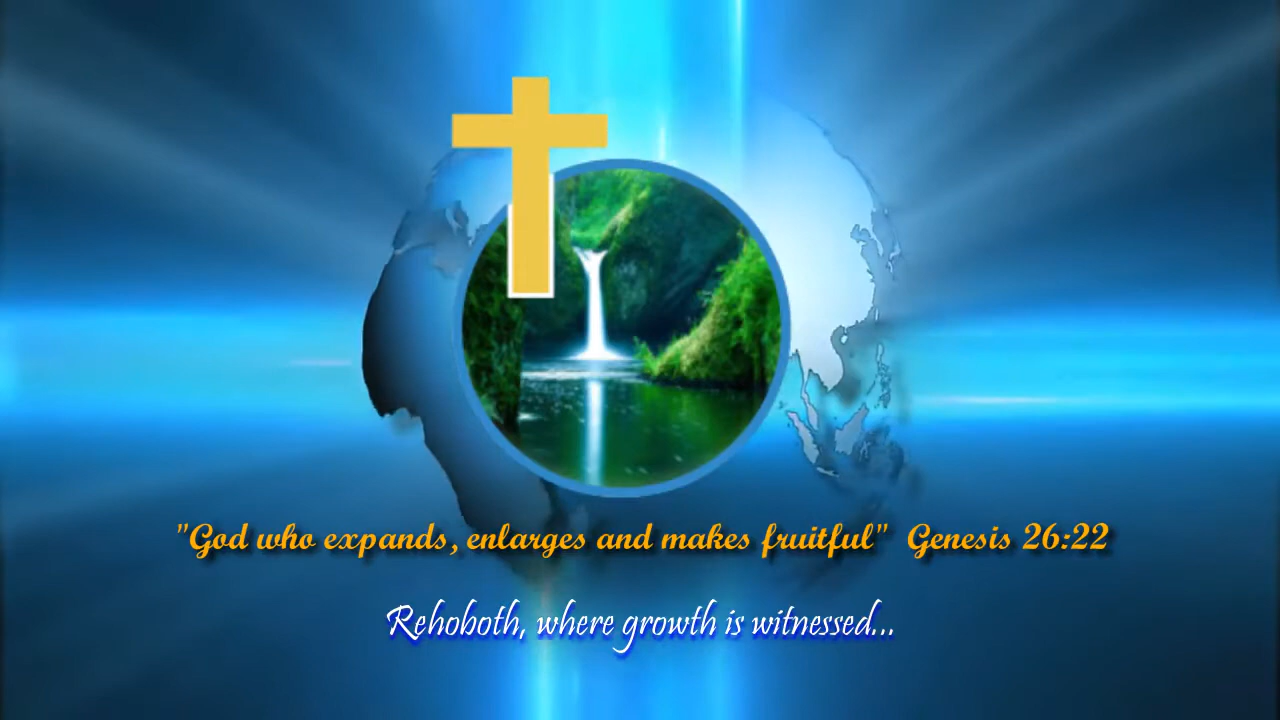 "God who expands, enlarges and makes fruitful" Genesis 26:22
Rehoboth, where growth is witnessed...